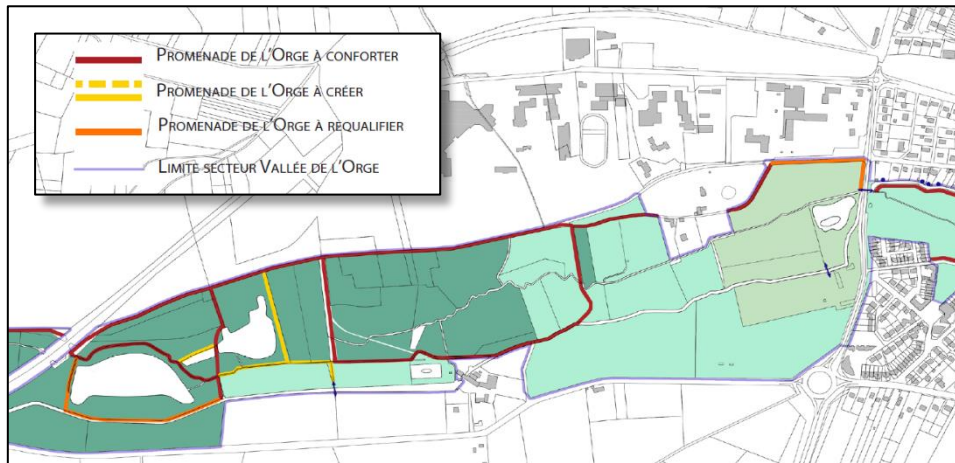 PROMENADE DE L'ORGE À CONFORTER
PROMENADE DE L'ORGE À CRÉER
PROMENADE DE L'ORGE À REQUALIFIER
LIMITE SECTEUR VALLÉE DE L'ORGE